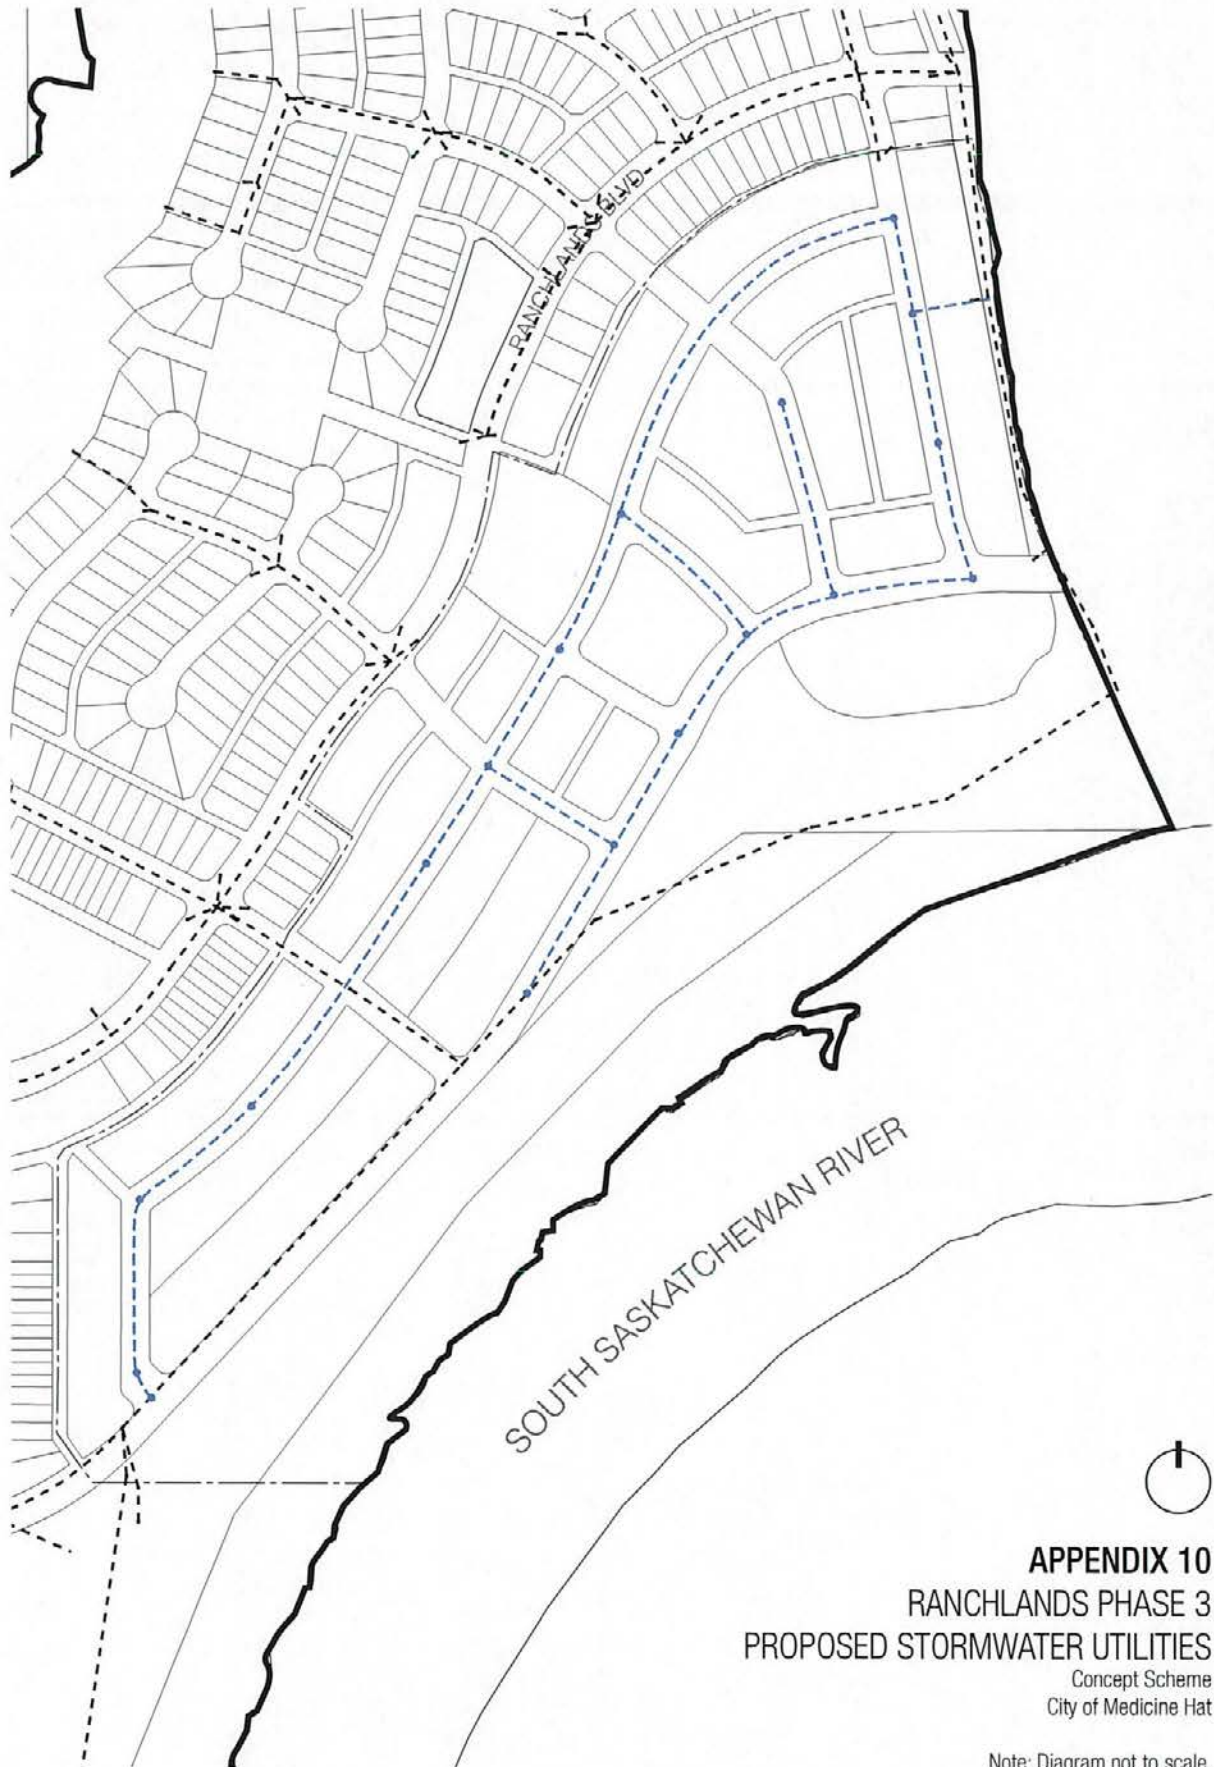 RANCHLANDS BLVD
SOUTH SASKATCHEWAN RIVER
APPENDIX 10
RANCHLANDS PHASE 3
PROPOSED STORMWATER UTILITIES
Concept Scheme
City of Medicine Hat
Note: Diagram not to scale